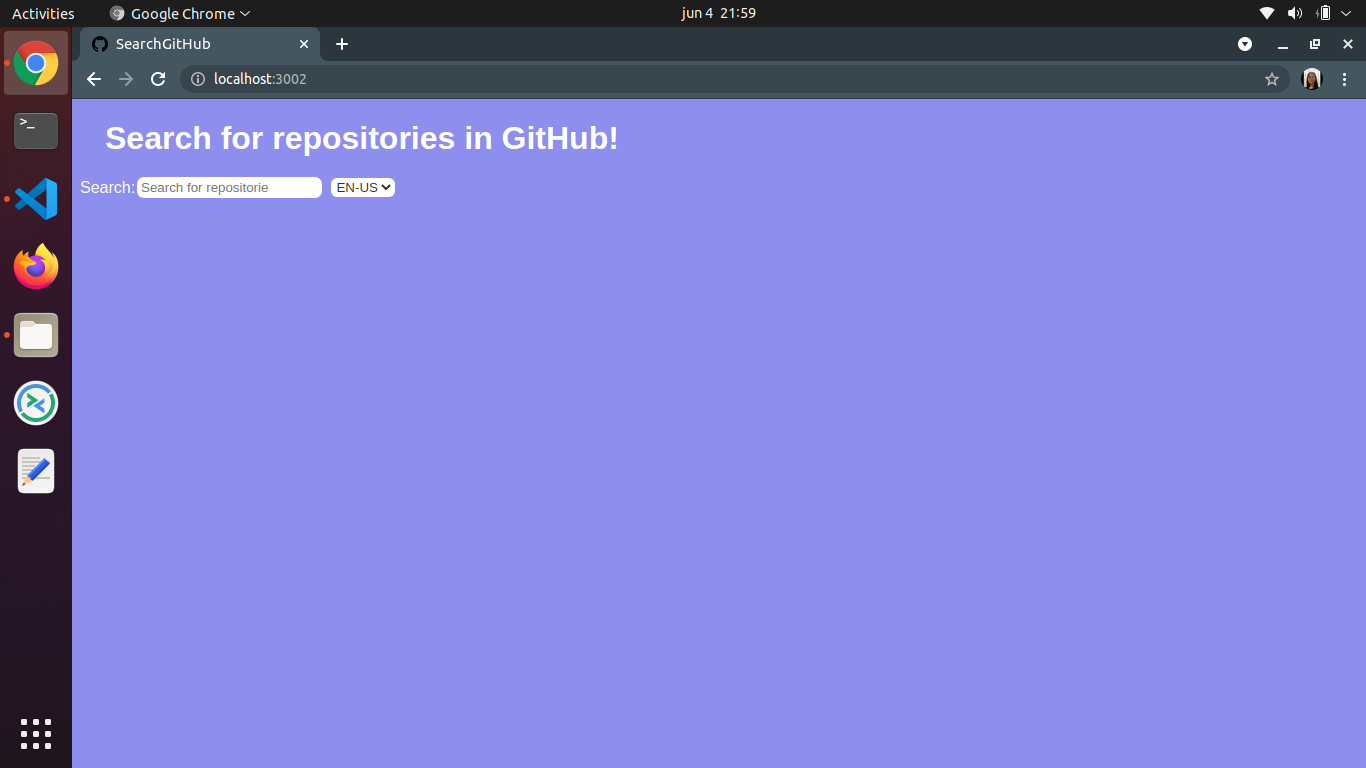 Activities
Google Chrome
jun 4 21:59
SearchGitHub
localhost:3002
Search for repositories in GitHub!
Search: Search for repositorie EN-US
>_